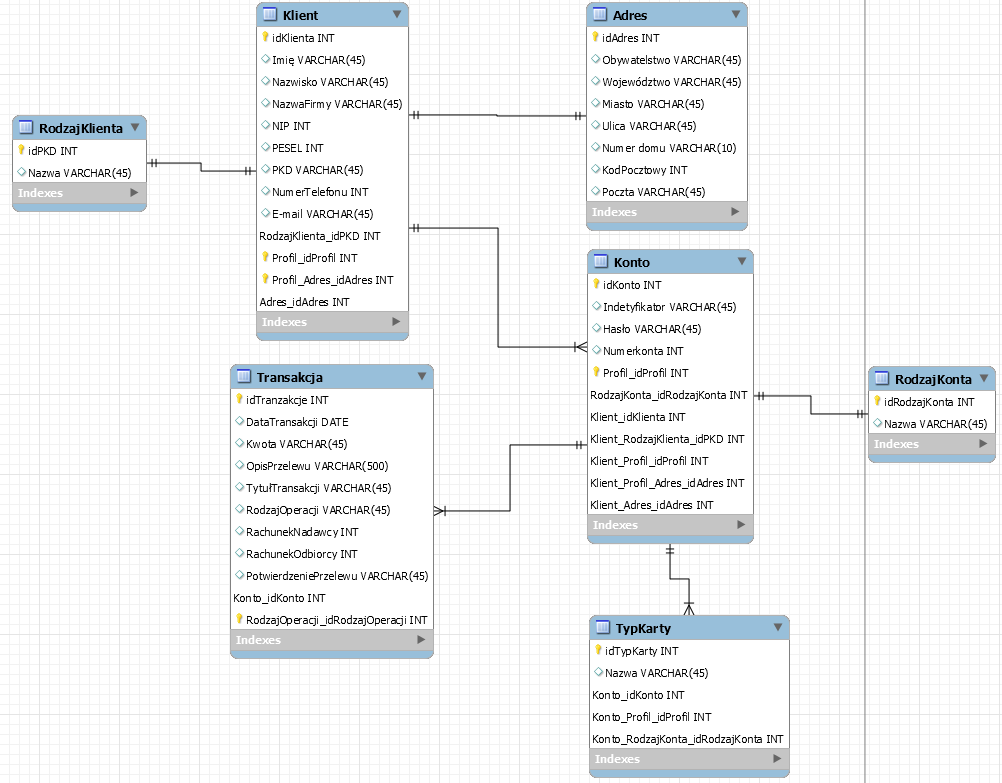 RodzajKlienta
idPKD INT
Nazwa VARCHAR(45)
Indexes
Klient
idKlienta INT
Imię VARCHAR(45)
Nazwisko VARCHAR(45)
NazwaFirmy VARCHAR(45)
NIP INT
PESEL INT
PKD VARCHAR(45)
NumerTelefonu INT
E-mail VARCHAR(45)
RodzajKlienta_idPKD INT
Profil_idProfil INT
Profil_Adres_idAdres INT
Adres_idAdres INT
Indexes
Adres
idAdres INT
Obywatelstwo VARCHAR(45)
Województwo VARCHAR(45)
Miasto VARCHAR(45)
Ulica VARCHAR(45)
Numer domu VARCHAR(10)
KodPocztowy INT
Poczta VARCHAR(45)
Indexes
Konto
idKonto INT
Indetyfikator VARCHAR(45)
Hasło VARCHAR(45)
Numerkonta INT
Profil_idProfil INT
RodzajKonta_idRodzajKonta INT
Klient_idKlienta INT
Klient_RodzajKlienta_idPKD INT
Klient_Profil_idProfil INT
Klient_Profil_Adres_idAdres INT
Klient_Adres_idAdres INT
Indexes
RodzajKonta
idRodzajKonta INT
Nazwa VARCHAR(45)
Indexes
Transakcja
idTranzakcje INT
DataTransakcji DATE
Kwota VARCHAR(45)
OpisPrzelewu VARCHAR(500)
TytułTransakcji VARCHAR(45)
RodzajOperacji VARCHAR(45)
RachunekNadawcy INT
RachunekOdbiorcy INT
PotwierdzeniePrzelewu VARCHAR(45)
Konto_idKonto INT
RodzajOperacji_idRodzajOperacji INT
Indexes
TypKarty
idTypKarty INT
Nazwa VARCHAR(45)
Konto_idKonto INT
Konto_Profil_idProfil INT
Konto_RodzajKonta_idRodzajKonta INT
Indexes